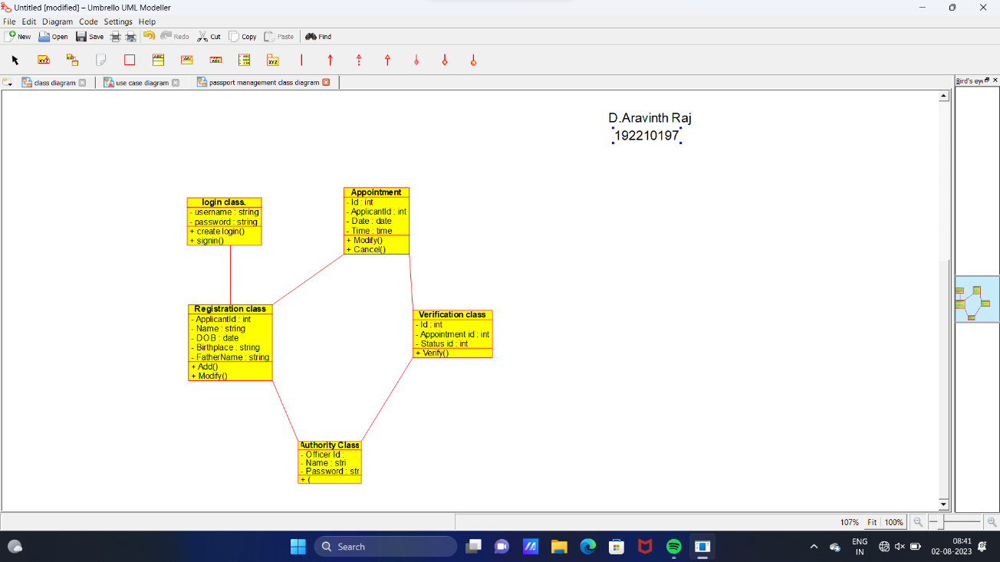 Untitled [modified] – Umbrello UML Modeller
File Edit Diagram Code Settings Help
New Open Save Redo Cut Copy Paste Find
class diagram use case diagram passport management class diagram
Bird's eye
D.Aravinth Raj
192210197
login class.
- username : string
- password : string
+ create login()
+ signin()
Appointment
- Id : int
- ApplicantId : int
- Date : date
- Time : time
+ Modify()
+ Cancel()
Registration class
- ApplicantId : int
- Name : string
- DOB : date
- Birthplace : string
- FatherName : string
+ Add()
+ Modify()
Verification class
- Id : int
- Appointment id : int
- Status id : int
+ Verify()
Authority Class
- Officer Id :
- Name : stri
- Password : str
+ (
107% Fit 100%
Search
ENG
IN
08:41
02-08-2023